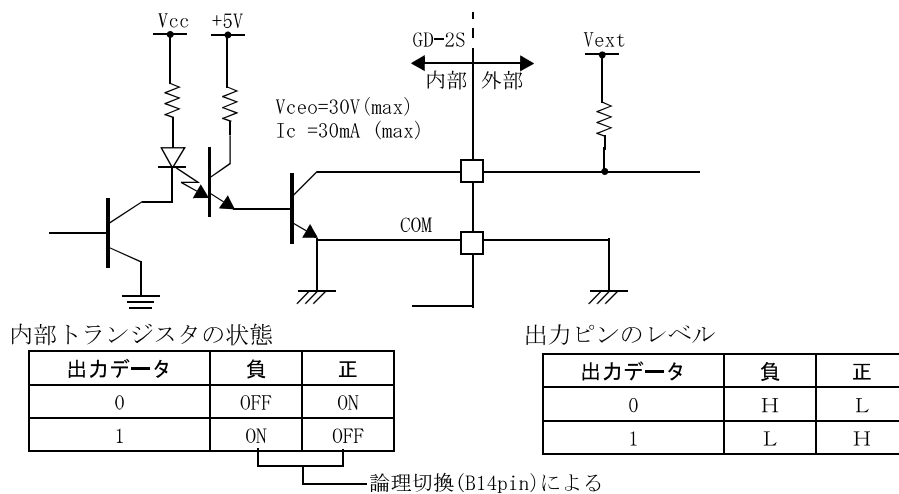 Vcc +5V
GD-2S
内部 外部
Vext
Vceo=30V(max)
Ic =30mA (max)
COM
内部トランジスタの状態
出力データ 負 正
0 OFF ON
1 ON OFF
論理切換(B14pin)による
出力ピンのレベル
出力データ 負 正
0 H L
1 L H